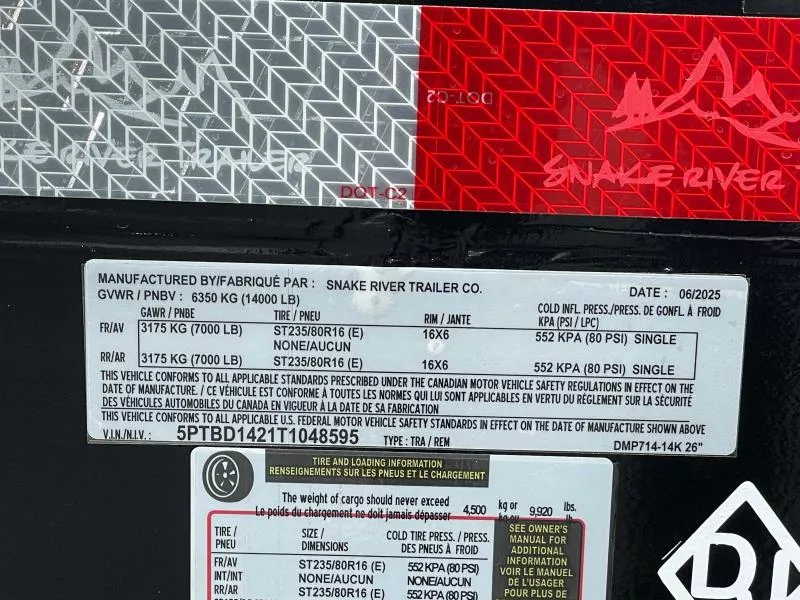 DOT-C2
SNAKE RIVER
KE RIVER TRAILER
DOT-C2
MANUFACTURED BY/FABRIQUÉ PAR : SNAKE RIVER TRAILER CO. DATE : 06/2025
GVWR / PNBV : 6350 KG (14000 LB)
GAWR / PNBE TIRE / PNEU RIM / JANTE COLD INFL. PRESS./PRESS. DE GONFL. À FROID
KPA (PSI / LPC)
FR/AV 3175 KG (7000 LB) ST235/80R16 (E) 16X6 552 KPA (80 PSI) SINGLE
NONE/AUCUN
RR/AR 3175 KG (7000 LB) ST235/80R16 (E) 16X6 552 KPA (80 PSI) SINGLE
THIS VEHICLE CONFORMS TO ALL APPLICABLE STANDARDS PRESCRIBED UNDER THE CANADIAN MOTOR VEHICLE SAFETY REGULATIONS IN EFFECT ON THE
DATE OF MANUFACTURE. / CE VÉHICULE EST CONFORME À TOUTES LES NORMES QUI LUI SONT APPLICABLES EN VERTU DU RÈGLEMENT SUR LA SÉCURITÉ
DES VÉHICULES AUTOMOBILES DU CANADA EN VIGUEUR À LA DATE DE SA FABRICATION
THIS VEHICLE CONFORMS TO ALL APPLICABLE U.S. FEDERAL MOTOR VEHICLE SAFETY STANDARDS IN EFFECT ON THE DATE OF MANUFACTURE SHOWN ABOVE.
V.I.N./N.I.V.: 5PTBD1421T1048595 TYPE : TRA / REM DMP714-14K 26"
TIRE AND LOADING INFORMATION
RENSEIGNEMENTS SUR LES PNEUS ET LE CHARGEMENT
The weight of cargo should never exceed
Le poids du chargement ne doit jamais dépasser 4,500 kg or 9,920 lbs.
TIRE / PNEU SIZE / DIMENSIONS COLD TIRE PRESS. / PRESS. DES PNEUS À FROID
FR/AV ST235/80R16 (E) 552 KPA (80 PSI)
INT/INT NONE/AUCUN NONE/AUCUN
RR/AR ST235/80R16 (E) 552 KPA (80 PSI)
SEE OWNER'S
MANUAL FOR
ADDITIONAL
INFORMATION
VOIR LE MANUEL
DE L'USAGER
POUR PLUS DE